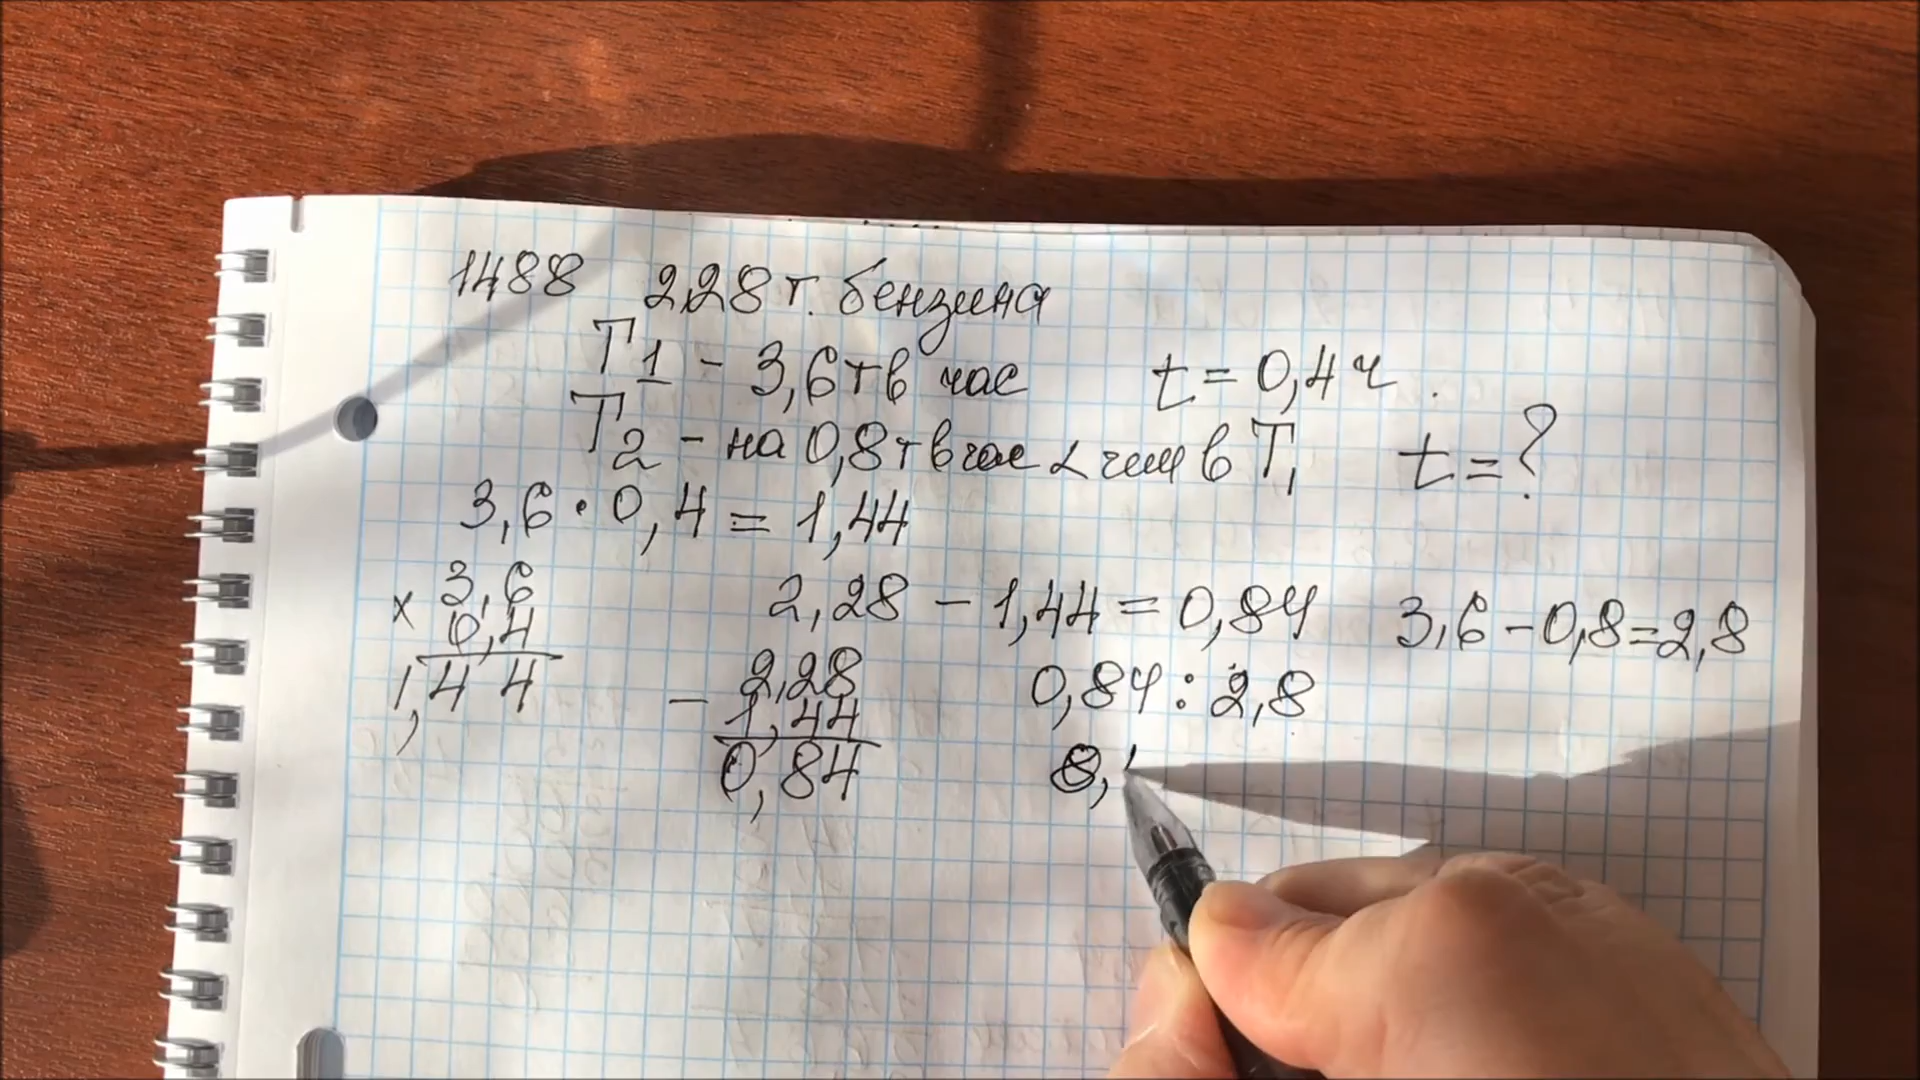 1488 2,28 т. бензина
Т1 - 3,6 т в час t = 0,4 ч.
Т2 - на 0,8 т в час < чем в Т1 t = ?
3,6 · 0,4 = 1,44
× 3,6
0,4
1,44
2,28 - 1,44 = 0,84 3,6 - 0,8 = 2,8
- 2,28
1,44
0,84
0,84 : 2,8
8,